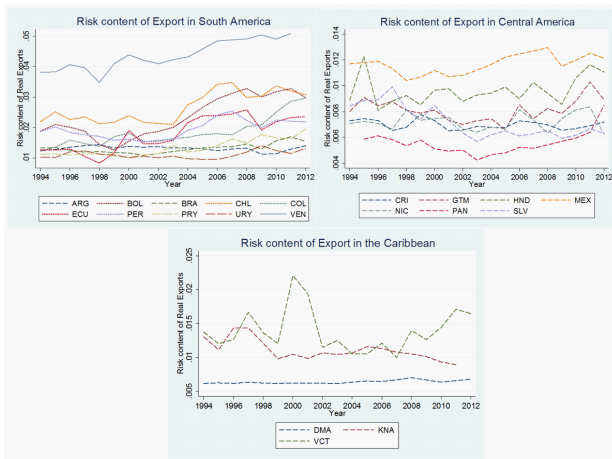 Risk content of Export in South America
Risk content of Real Exports
.05
.04
.03
.02
.01
1994 1996 1998 2000 2002 2004 2006 2008 2010 2012
Year
ARG BOL BRA CHL COL
ECU PER PRY URY VEN
Risk content of Export in Central America
Risk content of Real Exports
.014
.012
.01
.008
.006
.004
1994 1996 1998 2000 2002 2004 2006 2008 2010 2012
Year
CRI GTM HND MEX
NIC PAN SLV
Risk content of Export in the Caribbean
Risk content of Real Exports
.025
.02
.015
.01
.005
1994 1996 1998 2000 2002 2004 2006 2008 2010 2012
Year
DMA KNA
VCT